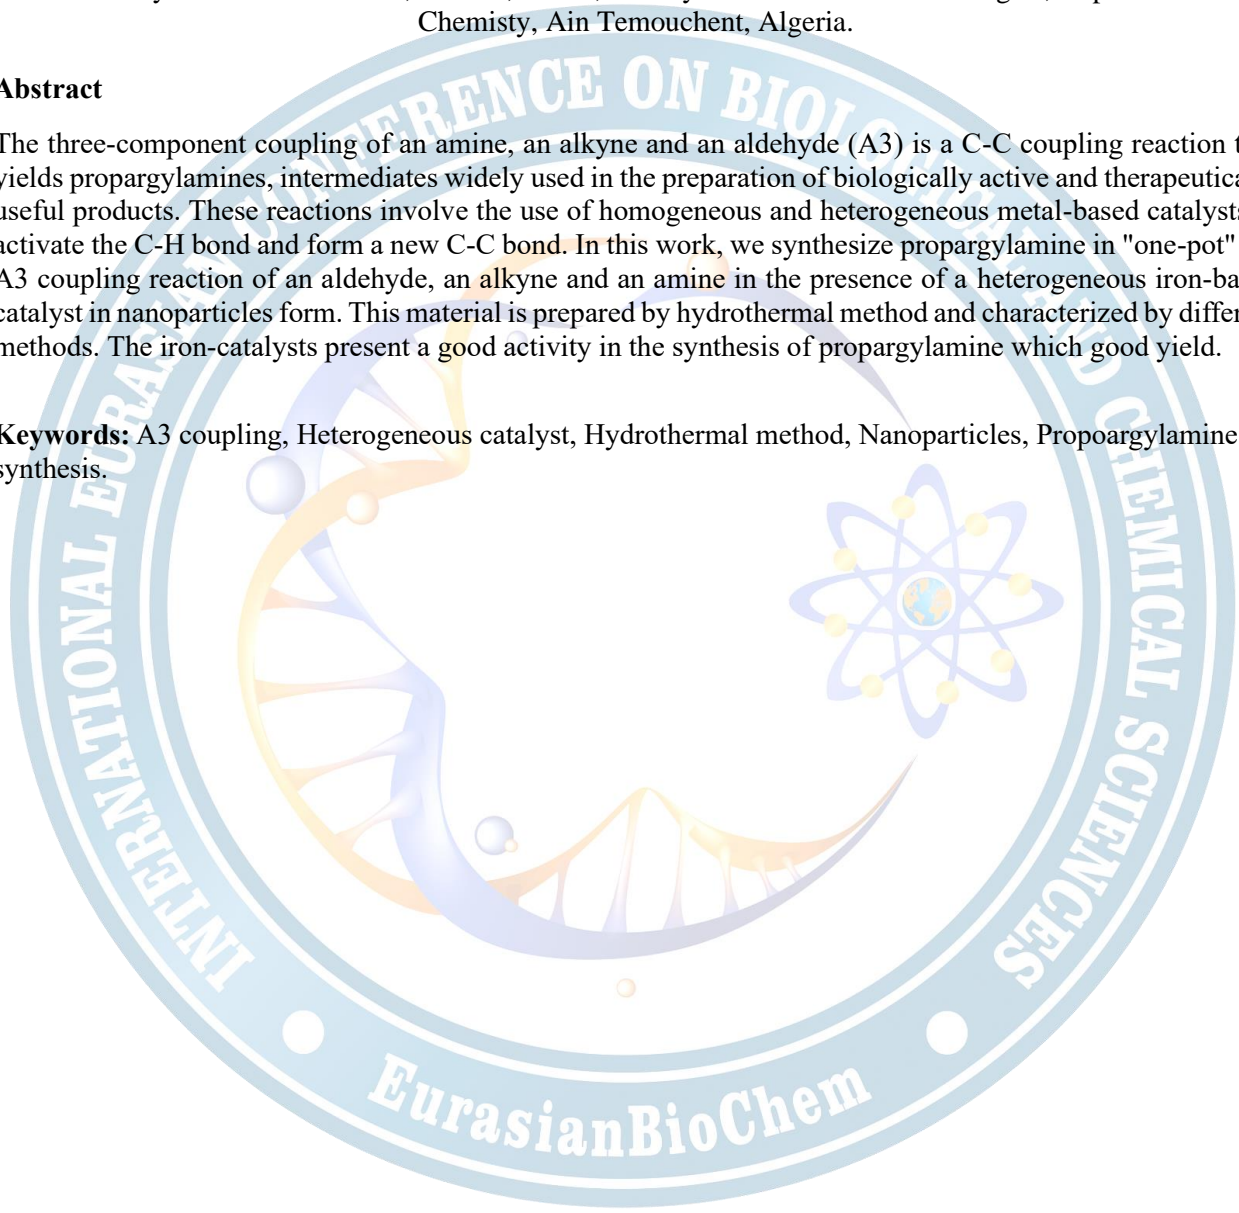 Chemisty, Ain Temouchent, Algeria.
Abstract
The three-component coupling of an amine, an alkyne and an aldehyde (A3) is a C-C coupling reaction
yields propargylamines, intermediates widely used in the preparation of biologically active and
useful products. These reactions involve the use of homogeneous and heterogeneous metal-based catalysts
activate the C-H bond and form a new C-C bond. In this work, we synthesize propargylamine in "one-pot"
A3 coupling reaction of an aldehyde, an alkyne and an amine in the presence of a heterogeneous
catalyst in nanoparticles form. This material is prepared by hydrothermal method and characterized by
methods. The iron-catalysts present a good activity in the synthesis of propargylamine which good yield.
Keywords: A3 coupling, Heterogeneous catalyst, Hydrothermal method, Nanoparticles, Propoargylamine
synthesis.
INTERNATIONAL EURASIAN CONFERENCE ON BIOLOGICAL AND CHEMICAL SCIENCES
EurasianBioChem